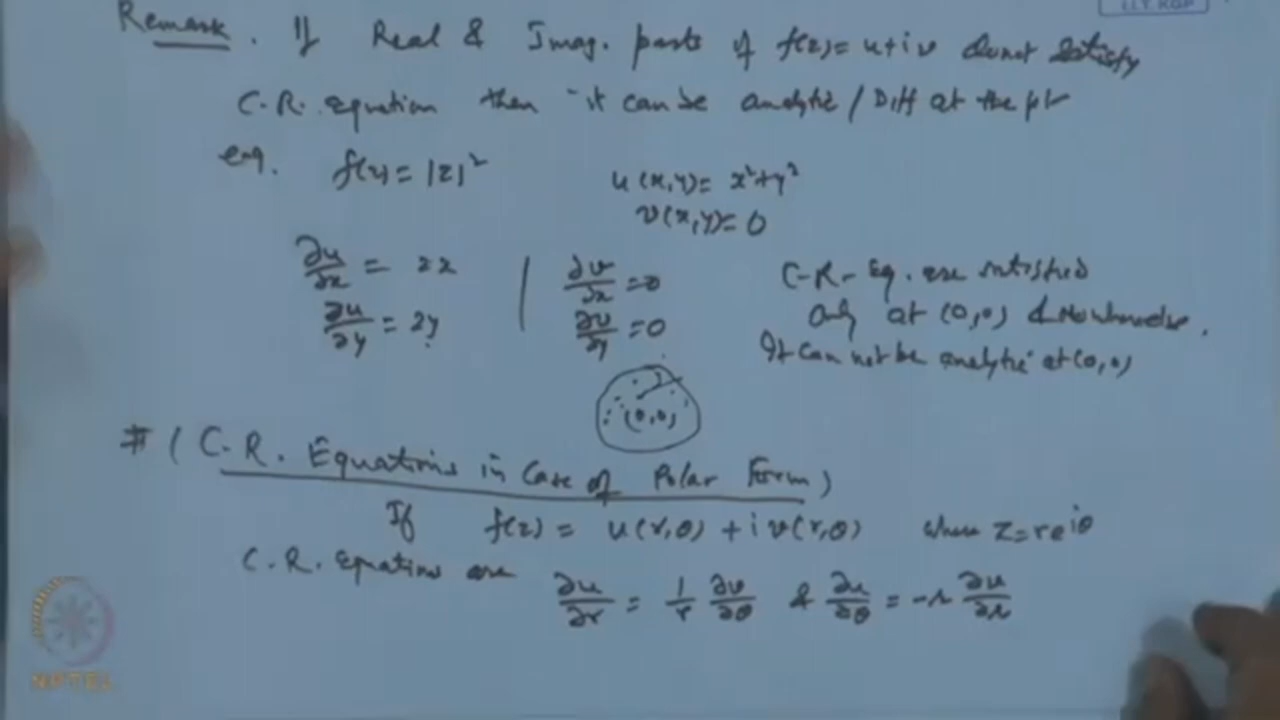 I.I.T. KGP
Remark. If Real & Imag. parts of f(z)= u+iv donot satisfy
C.R. equation then it can be analytic / Diff at the pt
eg. f(z) = |z|²
u(x,y)= x²+y²
v(x,y)= 0
∂u/∂x = 2x | ∂v/∂x =0
∂u/∂y = 2y | ∂v/∂y =0
C-R- Eq. are satisfied
only at (0,0) & Nowhere else.
It can not be analytic at (0,0)
(0,0)
# ( C.R. Equations in Case of Polar Form )
If f(z) = u(r,θ) + i v(r,θ) where z=re^iθ
C.R. Equations are ∂u/∂r = 1/r ∂v/∂θ & ∂u/∂θ = -r ∂v/∂r
NPTEL